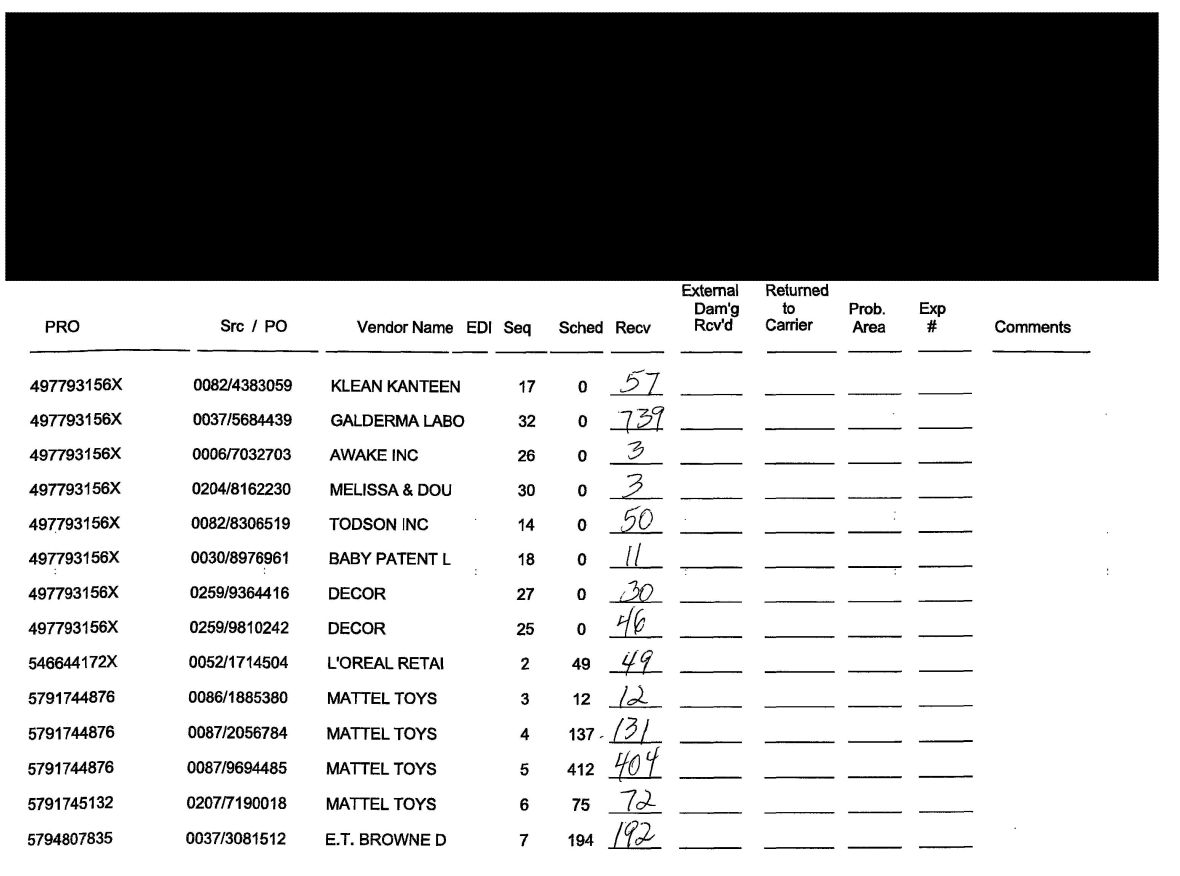 External Returned
Dam'g to Prob. Exp
PRO Src / PO Vendor Name EDI Seq Sched Recv Rcv'd Carrier Area # Comments
497793156X 0082/4383059 KLEAN KANTEEN 17 0 57
497793156X 0037/5684439 GALDERMA LABO 32 0 739
497793156X 0006/7032703 AWAKE INC 26 0 3
497793156X 0204/8162230 MELISSA & DOU 30 0 3
497793156X 0082/8306519 TODSON INC 14 0 50
497793156X 0030/8976961 BABY PATENT L 18 0 11
497793156X 0259/9364416 DECOR 27 0 30
497793156X 0259/9810242 DECOR 25 0 46
546644172X 0052/1714504 L'OREAL RETAI 2 49 49
5791744876 0086/1885380 MATTEL TOYS 3 12 12
5791744876 0087/2056784 MATTEL TOYS 4 137 131
5791744876 0087/9694485 MATTEL TOYS 5 412 404
5791745132 0207/7190018 MATTEL TOYS 6 75 72
5794807835 0037/3081512 E.T. BROWNE D 7 194 192